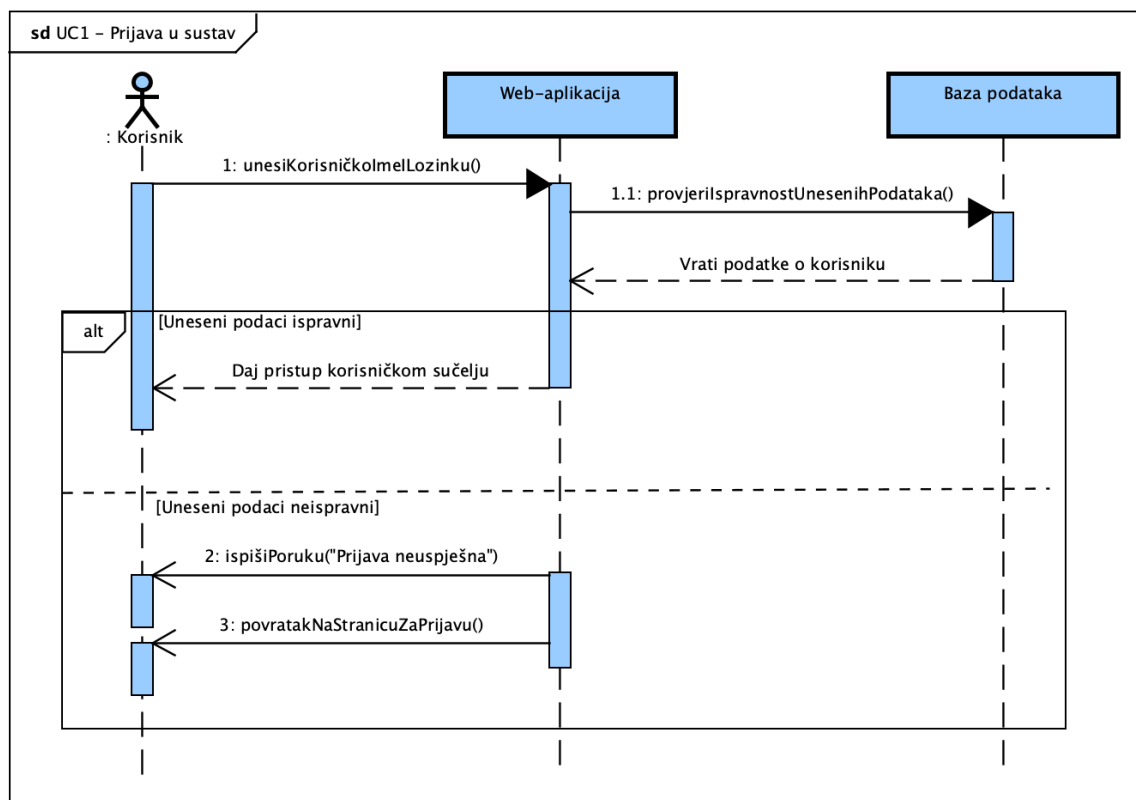 sd UC1 – Prijava u sustav
Web-aplikacija
Baza podataka
: Korisnik
1: unesiKorisničkoImeILozinku()
1.1: provjeriIspravnostUnesenihPodataka()
Vrati podatke o korisniku
alt
[Uneseni podaci ispravni]
Daj pristup korisničkom sučelju
[Uneseni podaci neispravni]
2: ispišiPoruku("Prijava neuspješna")
3: povratakNaStranicuZaPrijavu()